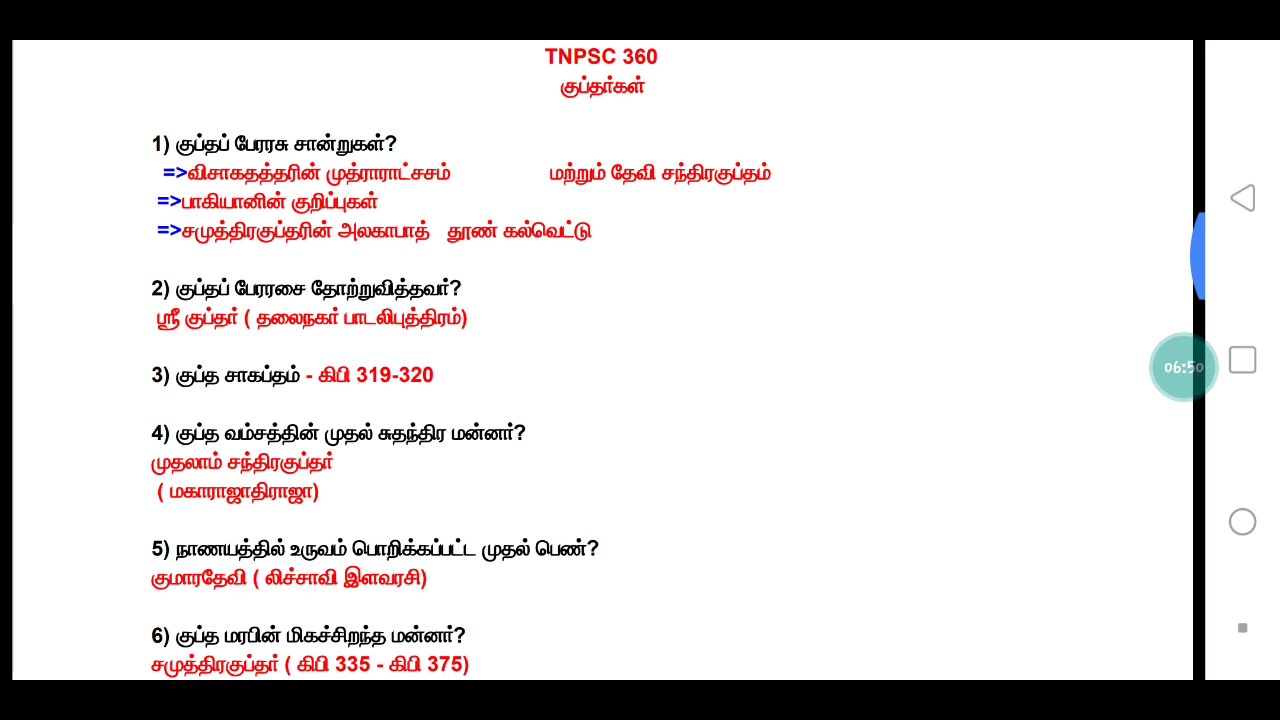 TNPSC 360
குப்தர்கள்
1) குப்தப் பேரரசு சான்றுகள்?
=>விசாகதத்தரின் முத்ராராட்சசம் மற்றும் தேவி சந்திரகுப்தம்
=>பாகியானின் குறிப்புகள்
=>சமுத்திரகுப்தரின் அலகாபாத் தூண் கல்வெட்டு
2) குப்தப் பேரரசை தோற்றுவித்தவர்?
ஸ்ரீ குப்தர் ( தலைநகர் பாடலிபுத்திரம்)
3) குப்த சாகப்தம் - கிபி 319-320
4) குப்த வம்சத்தின் முதல் சுதந்திர மன்னர்?
முதலாம் சந்திரகுப்தர்
( மகாராஜாதிராஜா)
5) நாணயத்தில் உருவம் பொறிக்கப்பட்ட முதல் பெண்?
குமாரதேவி ( லிச்சாவி இளவரசி)
6) குப்த மரபின் மிகச்சிறந்த மன்னர்?
சமுத்திரகுப்தர் ( கிபி 335 - கிபி 375)
06:50